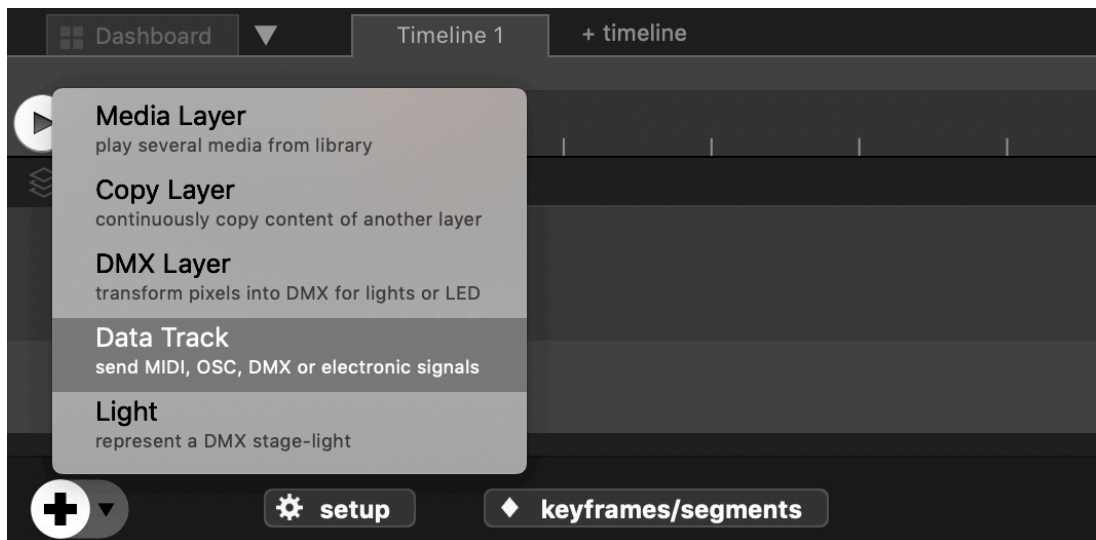 Dashboard
Timeline 1
+ timeline
Media Layer
play several media from library
Copy Layer
continuously copy content of another layer
DMX Layer
transform pixels into DMX for lights or LED
Data Track
send MIDI, OSC, DMX or electronic signals
Light
represent a DMX stage-light
setup
keyframes/segments